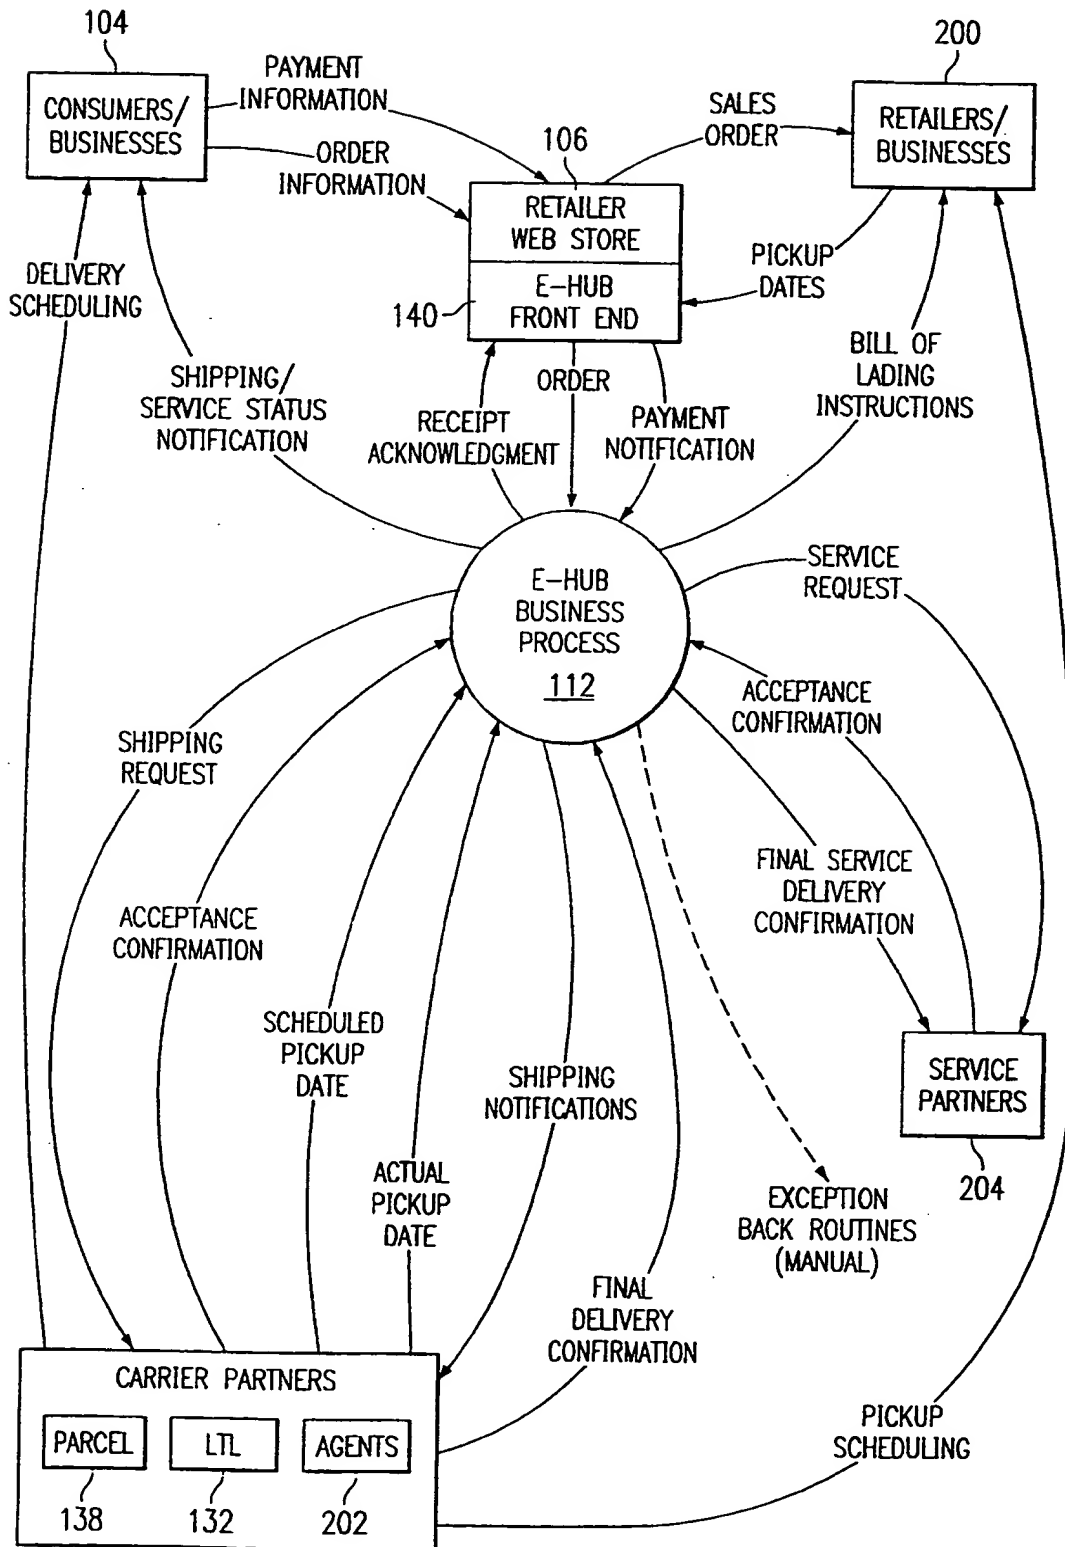 104
200
CONSUMERS/
BUSINESSES
PAYMENT
INFORMATION
ORDER
INFORMATION
106
SALES
ORDER
RETAILERS/
BUSINESSES
RETAILER
WEB STORE
E-HUB
FRONT END
140
PICKUP
DATES
DELIVERY
SCHEDULING
SHIPPING/
SERVICE STATUS
NOTIFICATION
RECEIPT
ACKNOWLEDGMENT
ORDER
PAYMENT
NOTIFICATION
BILL OF
LADING
INSTRUCTIONS
E-HUB
BUSINESS
PROCESS
112
SERVICE
REQUEST
ACCEPTANCE
CONFIRMATION
SHIPPING
REQUEST
FINAL SERVICE
DELIVERY
CONFIRMATION
ACCEPTANCE
CONFIRMATION
SCHEDULED
PICKUP
DATE
SHIPPING
NOTIFICATIONS
SERVICE
PARTNERS
204
ACTUAL
PICKUP
DATE
EXCEPTION
BACK ROUTINES
(MANUAL)
FINAL
DELIVERY
CONFIRMATION
CARRIER PARTNERS
PARCEL
LTL
AGENTS
138
132
202
PICKUP
SCHEDULING